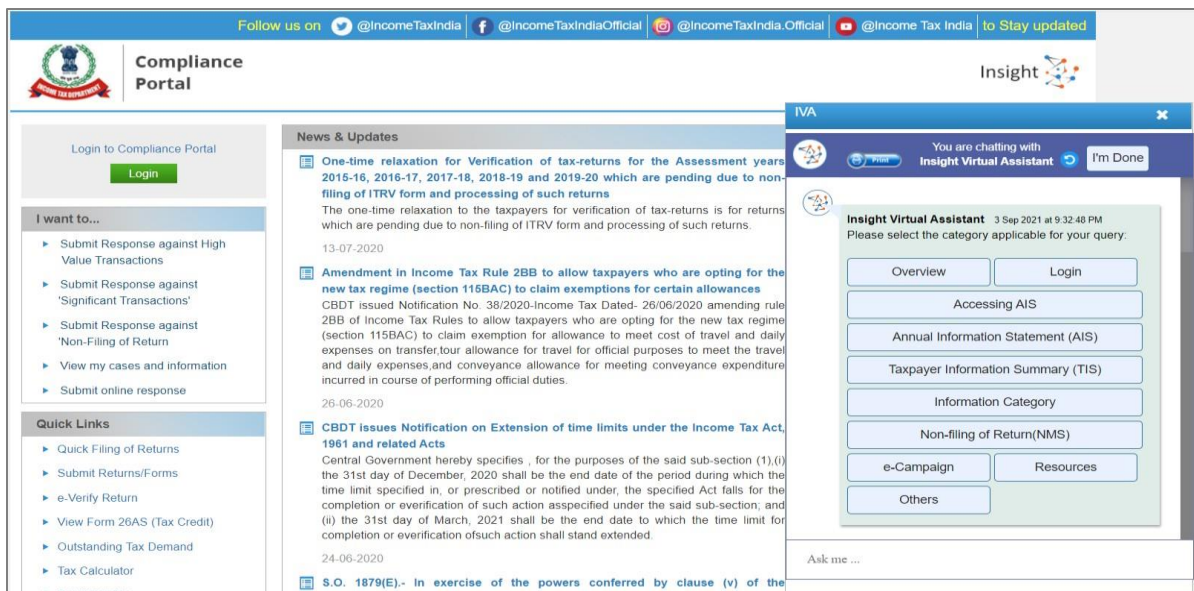 Follow us on @IncomeTaxIndia @IncomeTaxIndiaOfficial @IncomeTaxIndia.Official @Income Tax India to Stay updated
INCOME TAX DEPARTMENT
Compliance
Portal
Insight
Login to Compliance Portal
Login
I want to...
Submit Response against High
Value Transactions
Submit Response against
'Significant Transactions'
Submit Response against
'Non-Filing of Return
View my cases and information
Submit online response
Quick Links
Quick Filing of Returns
Submit Returns/Forms
e-Verify Return
View Form 26AS (Tax Credit)
Outstanding Tax Demand
Tax Calculator
News & Updates
One-time relaxation for Verification of tax-returns for the Assessment years
2015-16, 2016-17, 2017-18, 2018-19 and 2019-20 which are pending due to non-
filing of ITRV form and processing of such returns
The one-time relaxation to the taxpayers for verification of tax-returns is for returns
which are pending due to non-filing of ITRV form and processing of such returns.
13-07-2020
Amendment in Income Tax Rule 2BB to allow taxpayers who are opting for the
new tax regime (section 115BAC) to claim exemptions for certain allowances
CBDT issued Notification No. 38/2020-Income Tax Dated- 26/06/2020 amending rule
2BB of Income Tax Rules to allow taxpayers who are opting for the new tax regime
(section 115BAC) to claim exemption for allowance to meet cost of travel and daily
expenses on transfer,tour allowance for travel for official purposes to meet the travel
and daily expenses,and conveyance allowance for meeting conveyance expenditure
incurred in course of performing official duties.
26-06-2020
CBDT issues Notification on Extension of time limits under the Income Tax Act,
1961 and related Acts
Central Government hereby specifies , for the purposes of the said sub-section (1),(i)
the 31st day of December, 2020 shall be the end date of the period during which the
time limit specified in, or prescribed or notified under, the specified Act falls for the
completion or everification of such action asspecified under the said sub-section; and
(ii) the 31st day of March, 2021 shall be the end date to which the time limit for
completion or everification ofsuch action shall stand extended.
24-06-2020
S.O. 1879(E).- In exercise of the powers conferred by clause (v) of the
IVA
Print
You are chatting with
Insight Virtual Assistant
I'm Done
Insight Virtual Assistant 3 Sep 2021 at 9:32:48 PM
Please select the category applicable for your query:
Overview
Login
Accessing AIS
Annual Information Statement (AIS)
Taxpayer Information Summary (TIS)
Information Category
Non-filing of Return(NMS)
e-Campaign
Resources
Others
Ask me ...